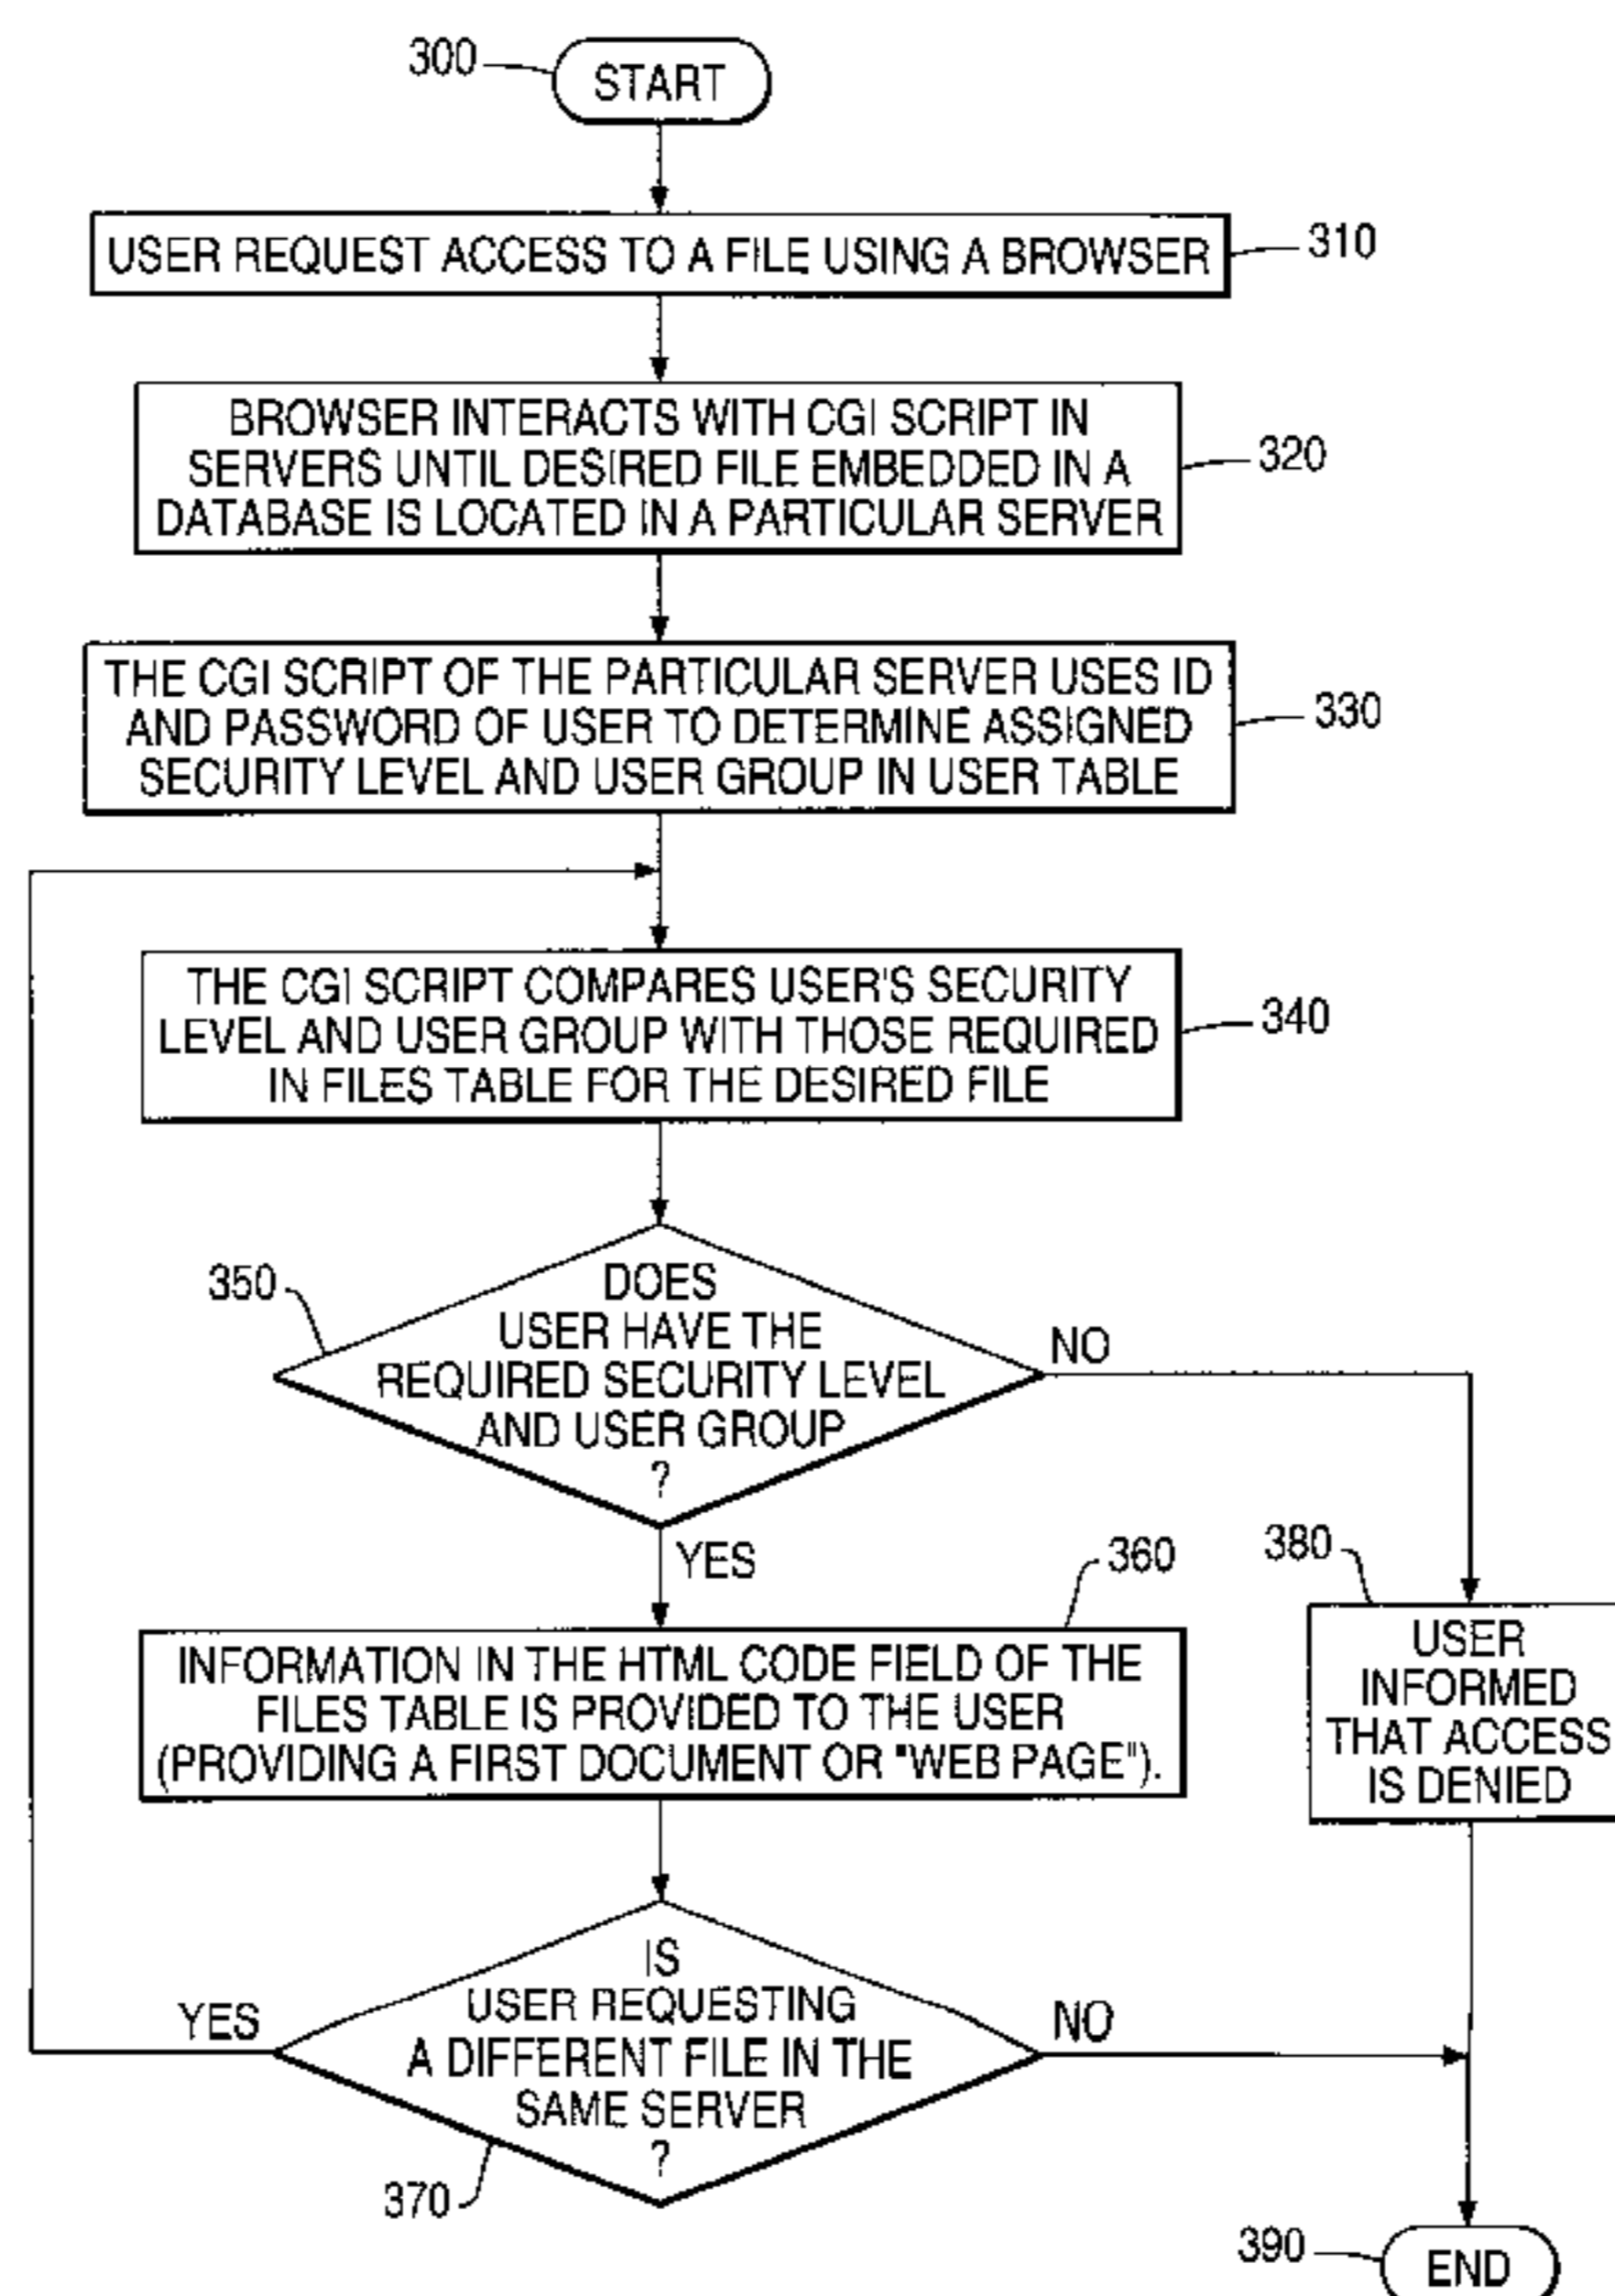 300
START
USER REQUEST ACCESS TO A FILE USING A BROWSER
310
BROWSER INTERACTS WITH CGI SCRIPT IN
SERVERS UNTIL DESIRED FILE EMBEDDED IN A
DATABASE IS LOCATED IN A PARTICULAR SERVER
320
THE CGI SCRIPT OF THE PARTICULAR SERVER USES ID
AND PASSWORD OF USER TO DETERMINE ASSIGNED
SECURITY LEVEL AND USER GROUP IN USER TABLE
330
THE CGI SCRIPT COMPARES USER'S SECURITY
LEVEL AND USER GROUP WITH THOSE REQUIRED
IN FILES TABLE FOR THE DESIRED FILE
340
350
DOES
USER HAVE THE
REQUIRED SECURITY LEVEL
AND USER GROUP
?
NO
YES
360
INFORMATION IN THE HTML CODE FIELD OF THE
FILES TABLE IS PROVIDED TO THE USER
(PROVIDING A FIRST DOCUMENT OR "WEB PAGE").
380
USER
INFORMED
THAT ACCESS
IS DENIED
YES
IS
USER REQUESTING
A DIFFERENT FILE IN THE
SAME SERVER
?
NO
370
390
END